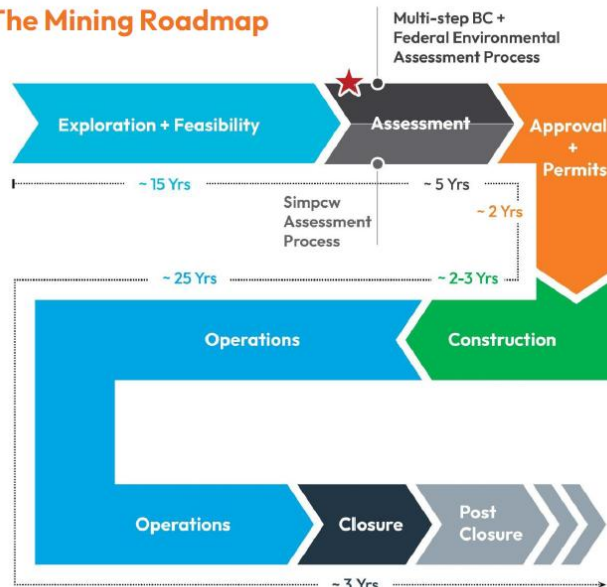 The Mining Roadmap
Multi-step BC +
Federal Environmental
Assessment Process
Exploration + Feasibility
Assessment
Approval
+
Permits
~ 15 Yrs
~ 5 Yrs
~ 2 Yrs
Simpcw
Assessment
Process
~ 25 Yrs
~ 2-3 Yrs
Operations
Construction
Operations
Closure
Post
Closure
~ 3 Yrs